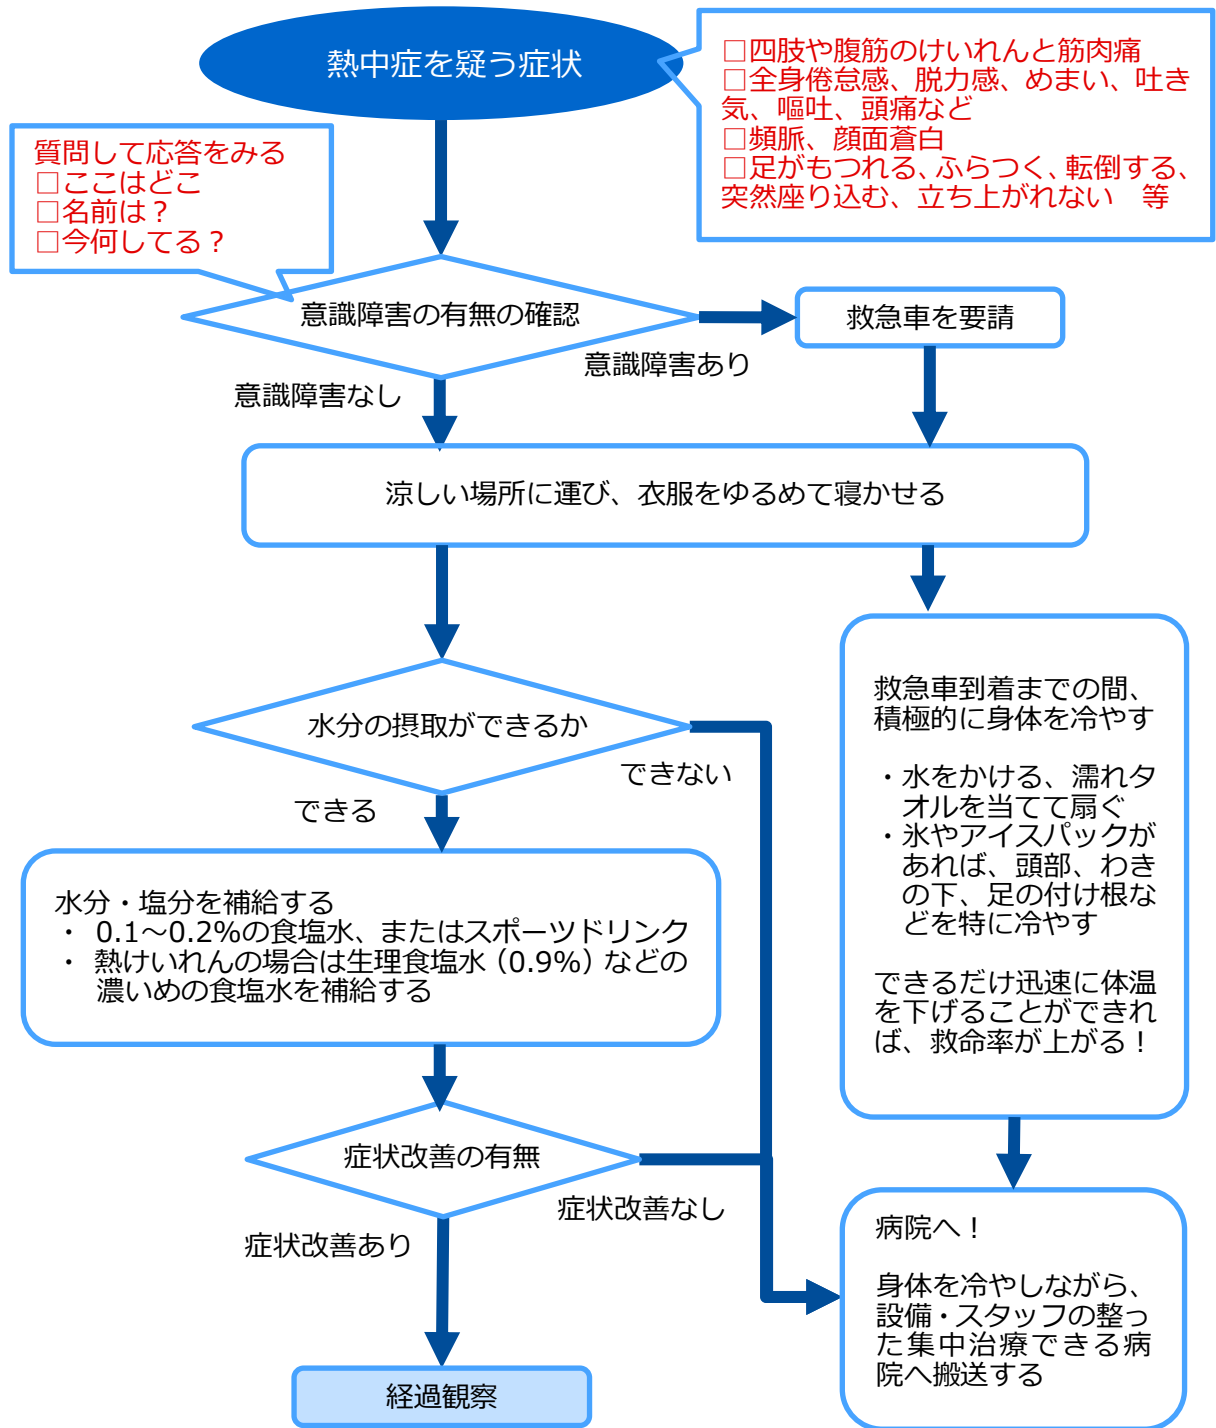 熱中症を疑う症状
□四肢や腹筋のけいれんと筋肉痛
□全身倦怠感、脱力感、めまい、吐き
気、嘔吐、頭痛など
□頻脈、顔面蒼白
□足がもつれる、ふらつく、転倒する、
突然座り込む、立ち上がれない　等
質問して応答をみる
□ここはどこ
□名前は？
□今何してる？
意識障害の有無の確認
救急車を要請
意識障害あり
意識障害なし
涼しい場所に運び、衣服をゆるめて寝かせる
水分の摂取ができるか
できない
できる
救急車到着までの間、
積極的に身体を冷やす
・水をかける、濡れタ
オルを当てて扇ぐ
・氷やアイスパックが
あれば、頭部、わき
の下、足の付け根な
どを特に冷やす
できるだけ迅速に体温
を下げることができれ
ば、救命率が上がる！
水分・塩分を補給する
・ 0.1～0.2%の食塩水、またはスポーツドリンク
・ 熱けいれんの場合は生理食塩水（0.9%）などの
濃いめの食塩水を補給する
症状改善の有無
症状改善なし
症状改善あり
病院へ！
身体を冷やしながら、
設備・スタッフの整っ
た集中治療できる病
院へ搬送する
経過観察